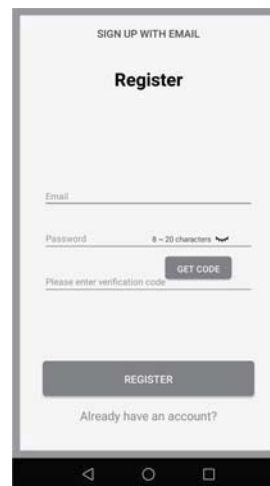 SIGN UP WITH EMAIL
Register
Email
Password 8 ~ 20 characters
GET CODE
Please enter verification code
REGISTER
Already have an account?